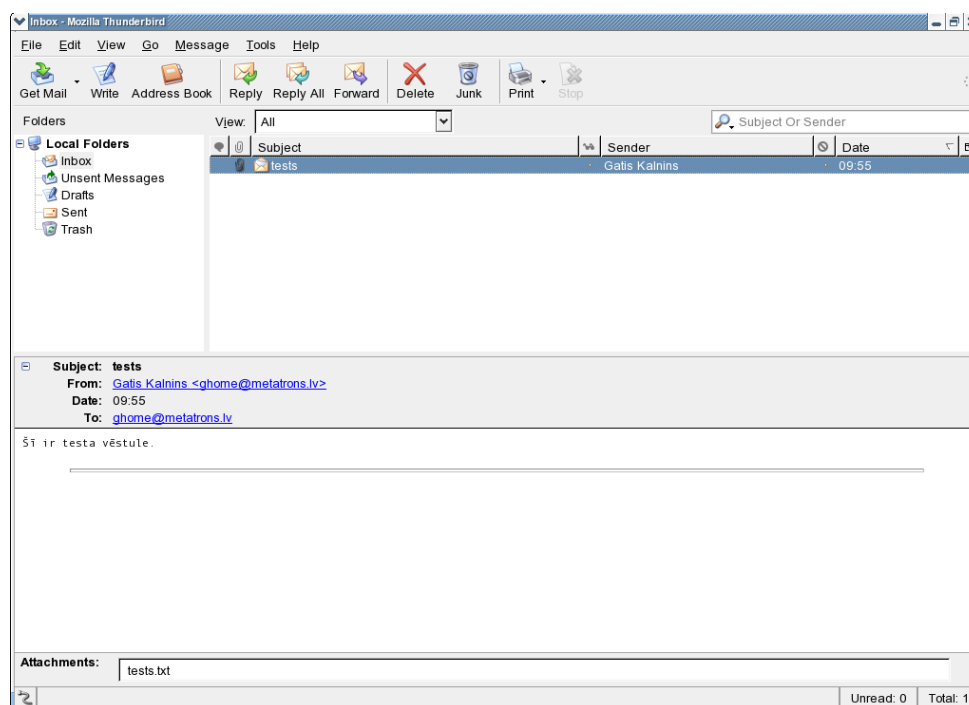 Inbox - Mozilla Thunderbird
File Edit View Go Message Tools Help
Get Mail Write Address Book Reply Reply All Forward Delete Junk Print Stop
Folders View: All Subject Or Sender
Local Folders Subject Sender Date
Inbox tests Gatis Kalnins 09:55
Unsent Messages
Drafts
Sent
Trash
Subject: tests
From: Gatis Kalnins <ghome@metatrons.lv>
Date: 09:55
To: ghome@metatrons.lv
Šī ir testa vēstule.
Attachments: tests.txt
Unread: 0 Total: 1